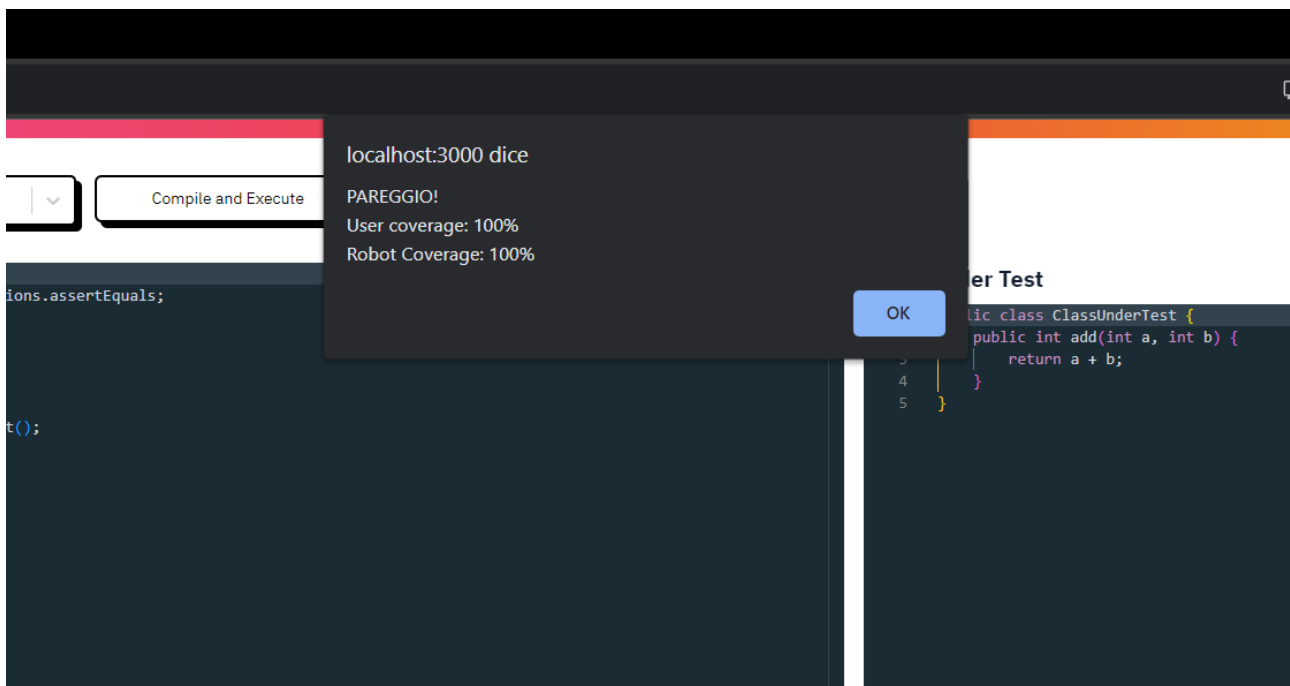 localhost:3000 dice
PAREGGIO!
User coverage: 100%
Robot Coverage: 100%
OK
Compile and Execute
ions.assertEquals;
t();
er Test
lic class ClassUnderTest {
public int add(int a, int b) {
3 return a + b;
4 }
5 }